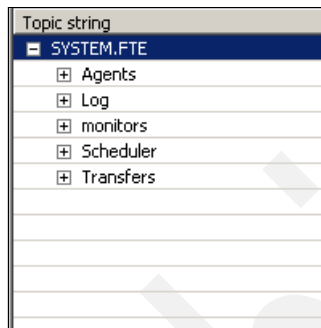 Topic string
SYSTEM.FTE
Agents
Log
monitors
Scheduler
Transfers